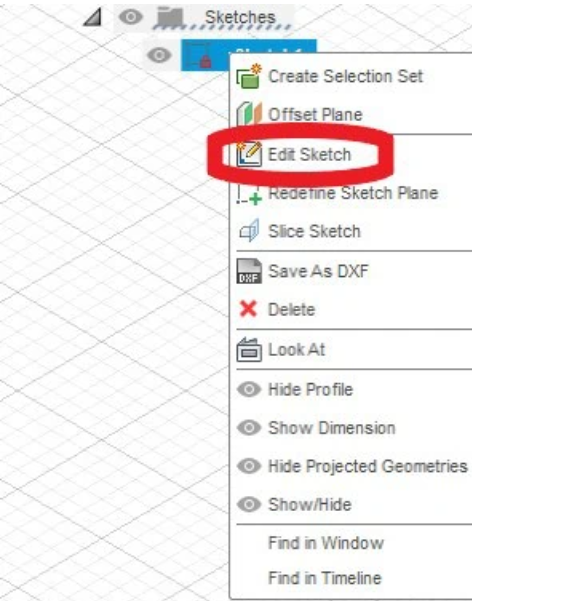 Sketches
Create Selection Set
Offset Plane
Edit Sketch
Redefine Sketch Plane
Slice Sketch
DXF Save As DXF
Delete
Look At
Hide Profile
Show Dimension
Hide Projected Geometries
Show/Hide
Find in Window
Find in Timeline